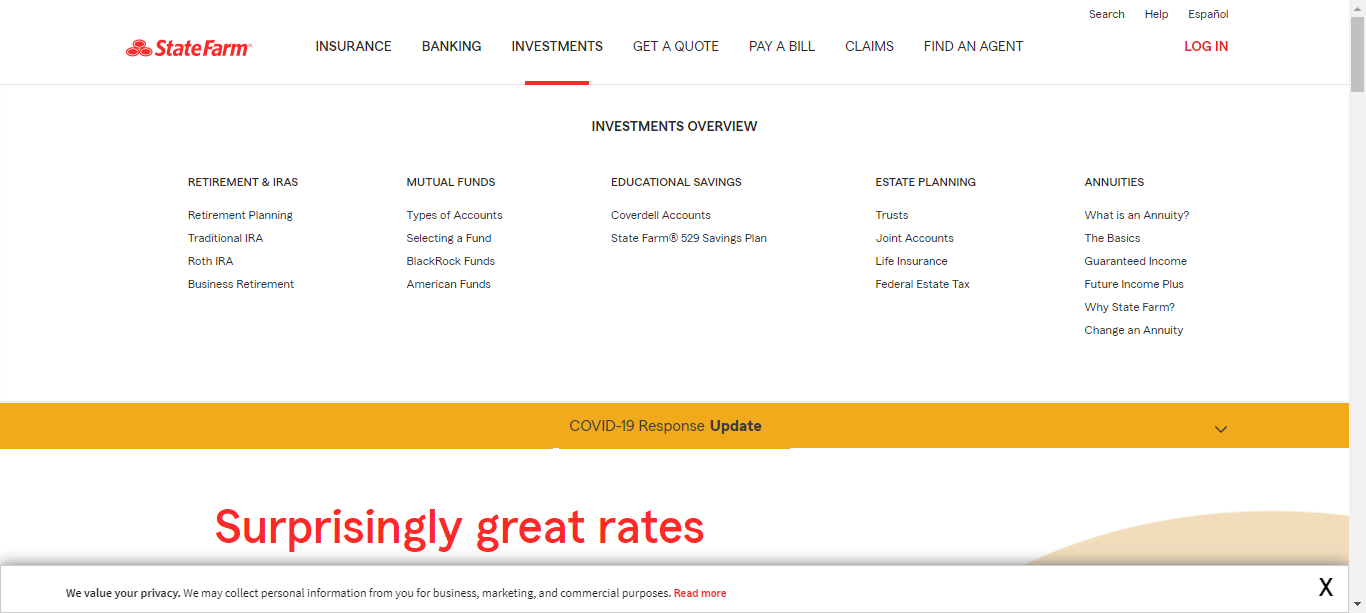 Search Help Español
State Farm® INSURANCE BANKING INVESTMENTS GET A QUOTE PAY A BILL CLAIMS FIND AN AGENT LOG IN
INVESTMENTS OVERVIEW
RETIREMENT & IRAS
Retirement Planning
Traditional IRA
Roth IRA
Business Retirement
MUTUAL FUNDS
Types of Accounts
Selecting a Fund
BlackRock Funds
American Funds
EDUCATIONAL SAVINGS
Coverdell Accounts
State Farm® 529 Savings Plan
ESTATE PLANNING
Trusts
Joint Accounts
Life Insurance
Federal Estate Tax
ANNUITIES
What is an Annuity?
The Basics
Guaranteed Income
Future Income Plus
Why State Farm?
Change an Annuity
COVID-19 Response Update
Surprisingly great rates
We value your privacy. We may collect personal information from you for business, marketing, and commercial purposes. Read more X